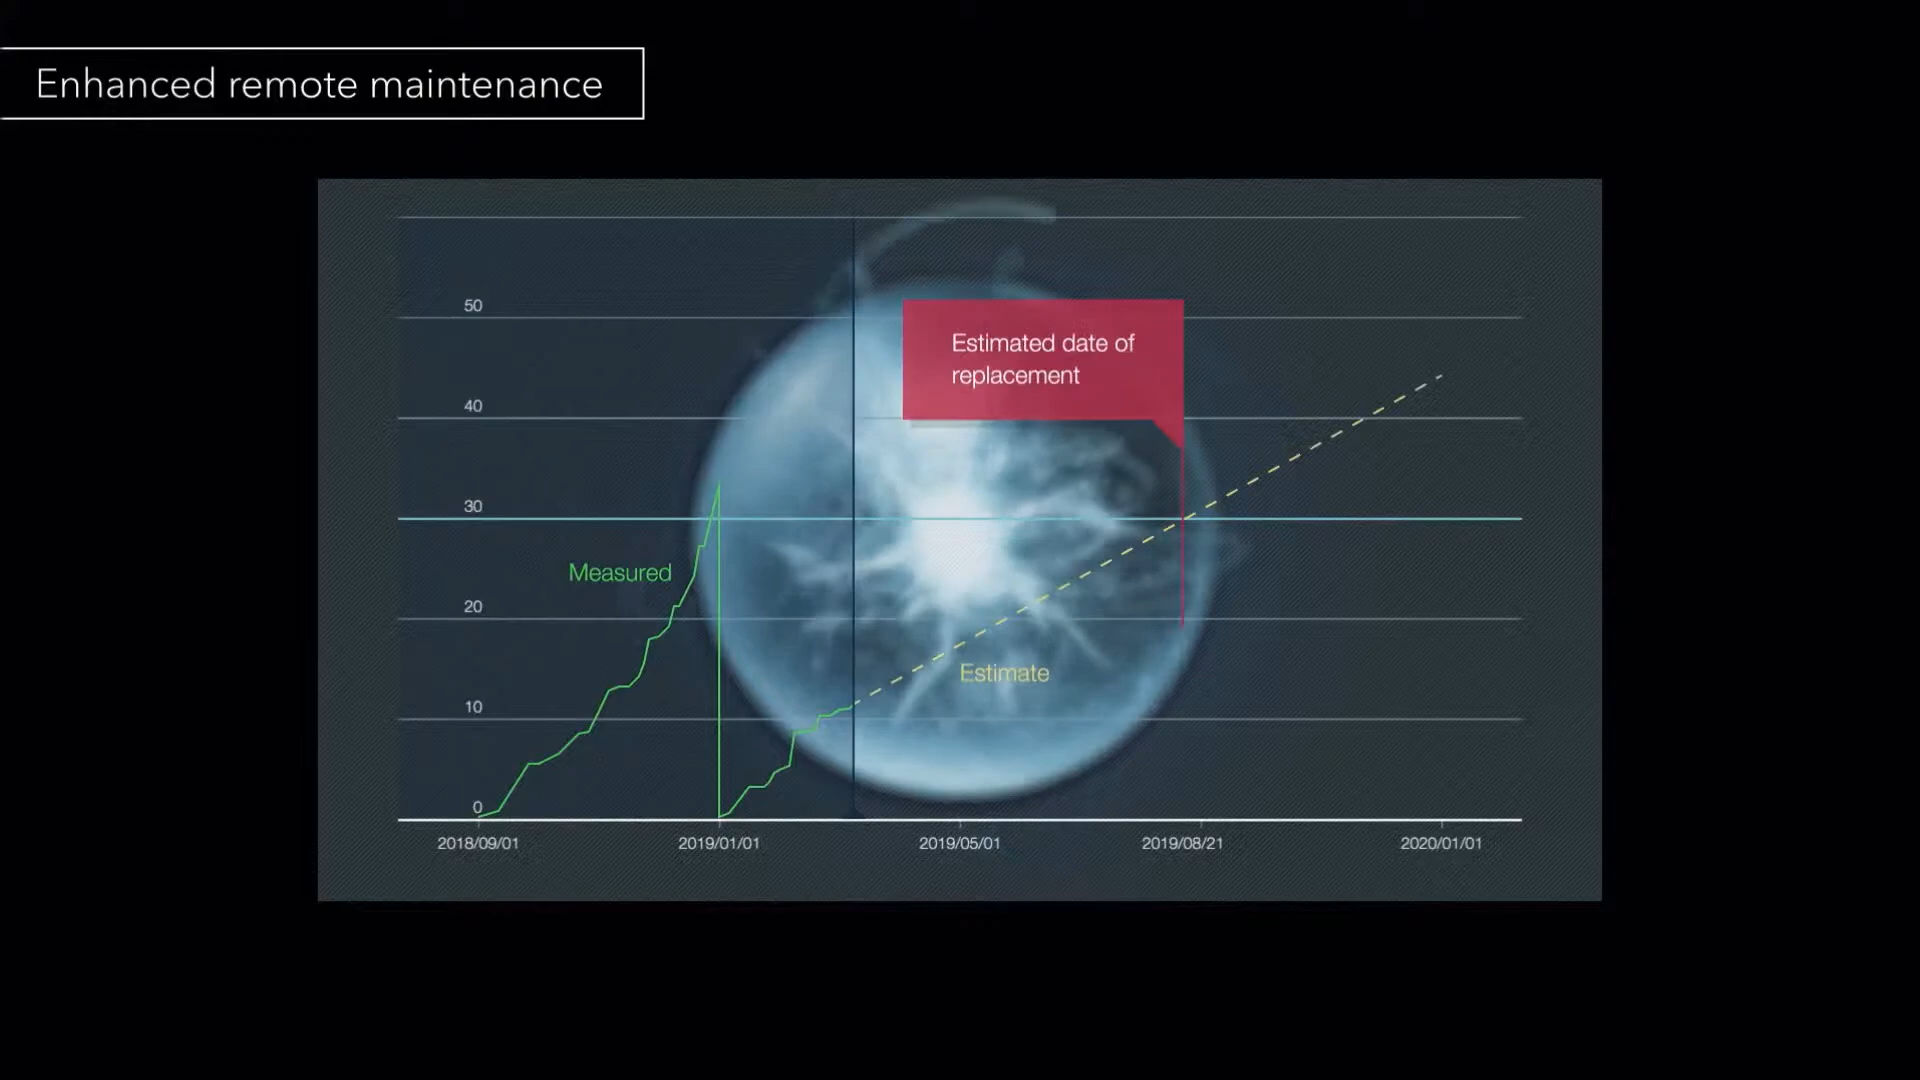 Enhanced remote maintenance
50
Estimated date of
replacement
40
30
Measured
20
Estimate
10
0
2018/09/01
2019/01/01
2019/05/01
2019/08/21
2020/01/01